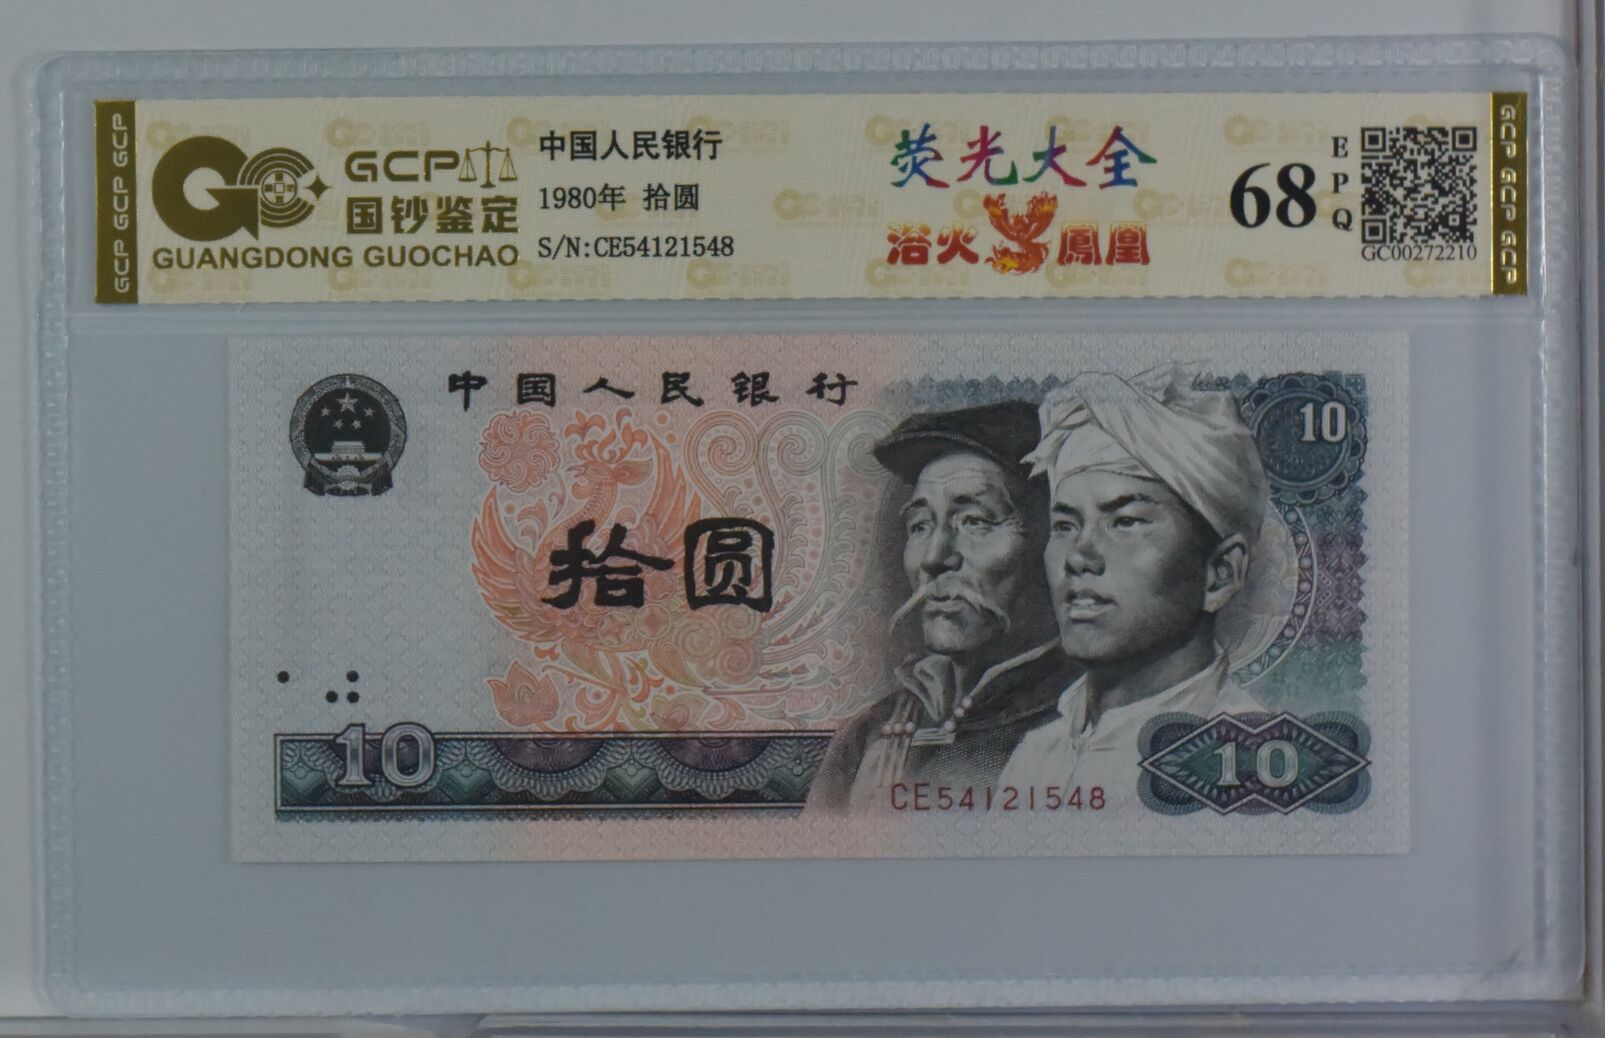 GCP GCP GCP
GCP
国钞鉴定
GUANGDONG GUOCHAO
中国人民银行
1980年 拾圆
S/N:CE54121548
荧光大全
浴火鳳凰
68
EPQ
GC00272210
GCP GCP GCP
中国人民银行
10
拾圆
10
CE54121548
10